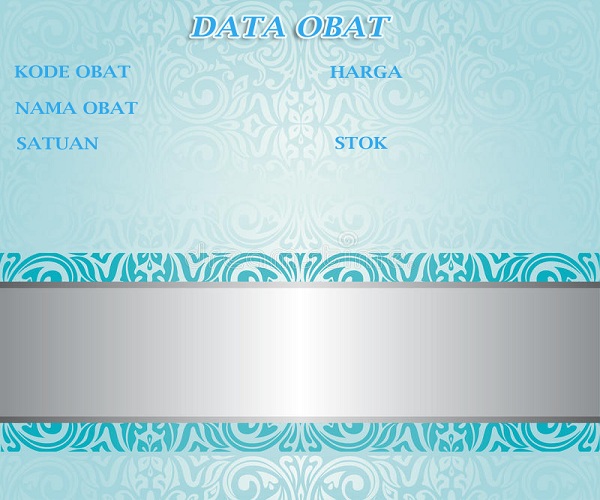 DATA OBAT
KODE OBAT
HARGA
NAMA OBAT
SATUAN
STOK